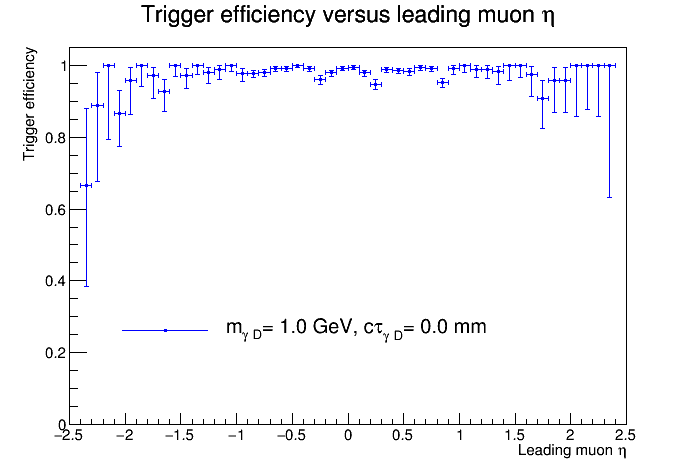 Trigger efficiency versus leading muon η
Trigger efficiency
1
0.8
0.6
0.4
0.2
0
mγ D= 1.0 GeV, cτγ D= 0.0 mm
−2.5 −2 −1.5 −1 −0.5 0 0.5 1 1.5 2 2.5
Leading muon η